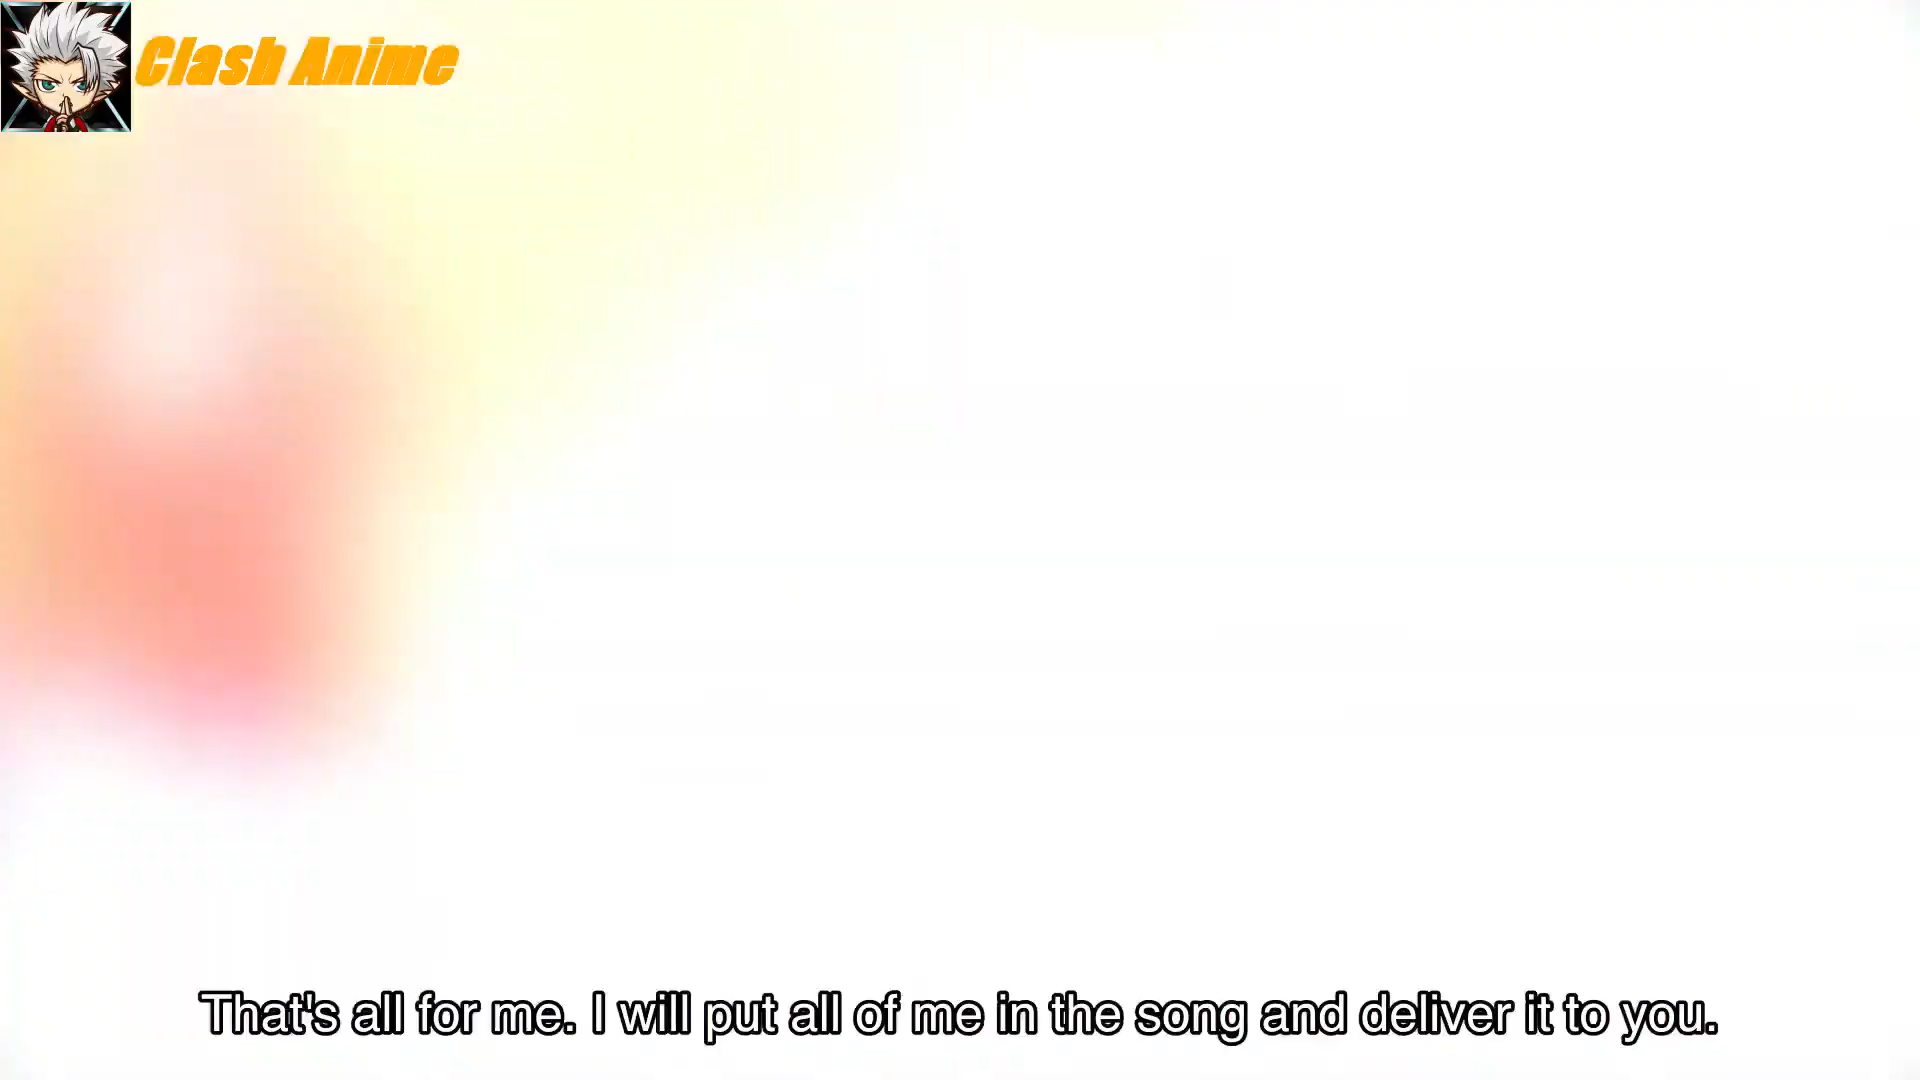 Clash Anime
That's all for me. I will put all of me in the song and deliver it to you.